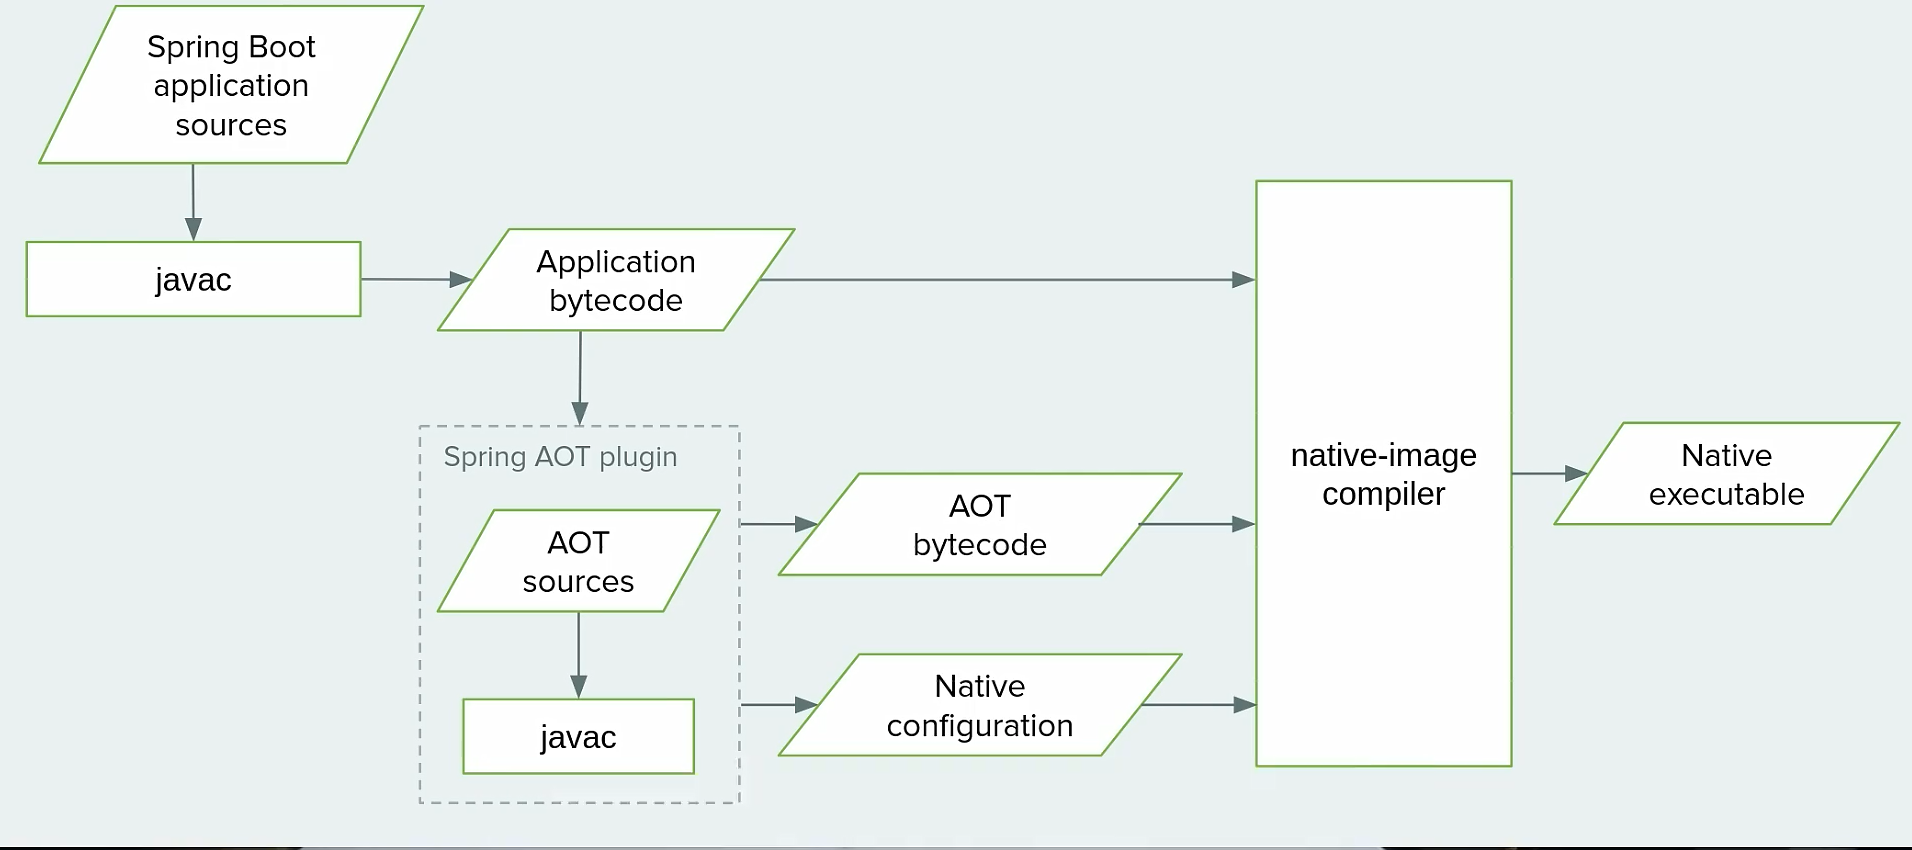 Spring Boot
application
sources
javac
Application
bytecode
Spring AOT plugin
AOT
sources
javac
AOT
bytecode
Native
configuration
native-image
compiler
Native
executable